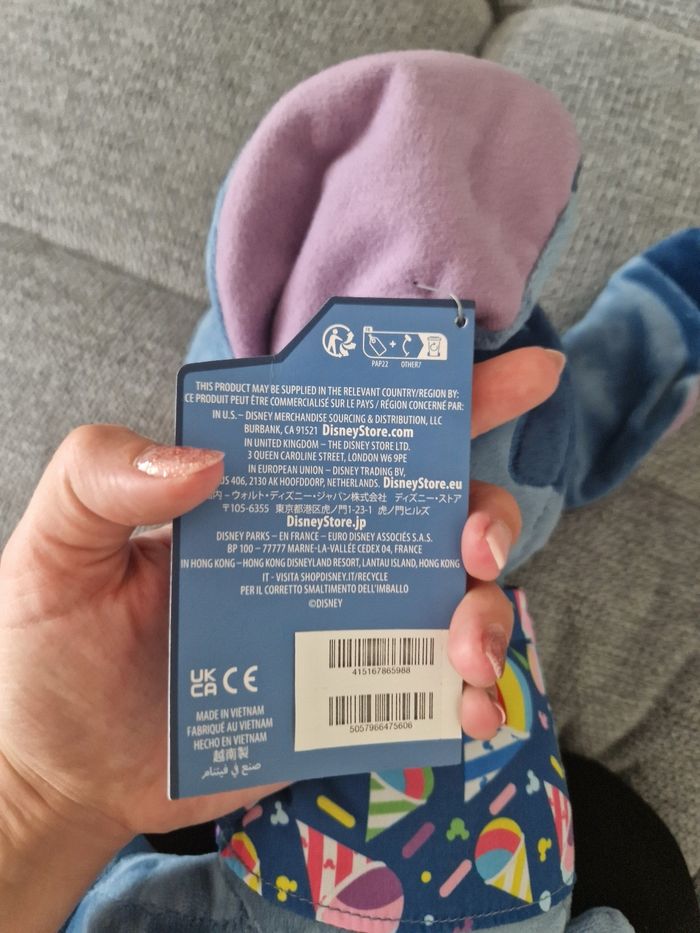 PAP22 + OTHER7
THIS PRODUCT MAY BE SUPPLIED IN THE RELEVANT COUNTRY/REGION BY:
CE PRODUIT PEUT ÊTRE COMMERCIALISÉ SUR LE PAYS / RÉGION CONCERNÉ PAR:
IN U.S. – DISNEY MERCHANDISE SOURCING & DISTRIBUTION, LLC
BURBANK, CA 91521 DisneyStore.com
IN UNITED KINGDOM – THE DISNEY STORE LTD.
3 QUEEN CAROLINE STREET, LONDON W6 9PE
IN EUROPEAN UNION – DISNEY TRADING BV,
406, 2130 AK HOOFDDORP, NETHERLANDS. DisneyStore.eu
ウォルト・ディズニー・ジャパン株式会社 ディズニー・ストア
〒105-6355 東京都港区虎ノ門1-23-1 虎ノ門ヒルズ
DisneyStore.jp
DISNEY PARKS – EN FRANCE – EURO DISNEY ASSOCIÉS S.A.S.
BP 100 – 77777 MARNE-LA-VALLÉE CEDEX 04, FRANCE
IN HONG KONG – HONG KONG DISNEYLAND RESORT, LANTAU ISLAND, HONG KONG
IT - VISITA SHOPDISNEY.IT/RECYCLE
PER IL CORRETTO SMALTIMENTO DELL'IMBALLO
©DISNEY
415167865988
5057966475606
UK
CA CE
MADE IN VIETNAM
FABRIQUÉ AU VIETNAM
HECHO EN VIETNAM
越南製
صنع في فيتنام